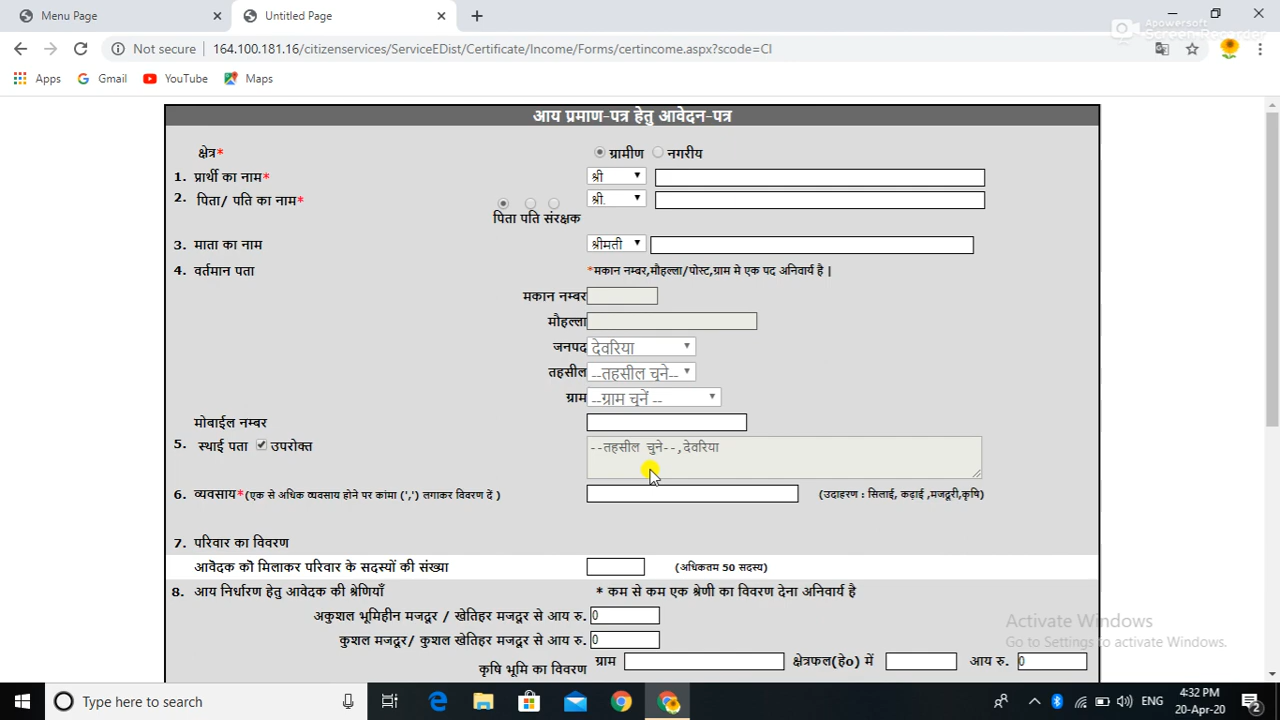 Menu Page
Untitled Page
Apowersoft
Screen Recorder
Not secure
164.100.181.16/citizenservices/ServiceEDist/Certificate/Income/Forms/certincome.aspx?scode=CI
Apps Gmail YouTube Maps
आय प्रमाण-पत्र हेतु आवेदन-पत्र
क्षेत्र* ग्रामीण नगरीय
1. प्रार्थी का नाम* श्री
2. पिता/ पति का नाम* श्री.
पिता पति संरक्षक
3. माता का नाम श्रीमती
4. वर्तमान पता *मकान नम्बर,मौहल्ला/पोस्ट,ग्राम मे एक पद अनिवार्य है |
मकान नम्बर
मौहल्ला
जनपद देवरिया
तहसील --तहसील चुने--
ग्राम --ग्राम चुनें --
मोबाईल नम्बर
5. स्थाई पता उपरोक्त --तहसील चुने--,देवरिया
6. व्यवसाय*(एक से अधिक व्यवसाय होने पर कांमा (',') लगाकर विवरण दें ) (उदाहरण : सिलाई, कढ़ाई ,मजदूरी,कृषि)
7. परिवार का विवरण
आवेदक को मिलाकर परिवार के सदस्यों की संख्या (अधिकतम 50 सदस्य)
8. आय निर्धारण हेतु आवेदक की श्रेणियाँ * कम से कम एक श्रेणी का विवरण देना अनिवार्य है
अकुशल भूमिहीन मजदूर / खेतिहर मजदूर से आय रु. 0
कुशल मजदूर/ कुशल खेतिहर मजदूर से आय रु. 0
कृषि भूमि का विवरण ग्राम क्षेत्रफल(हे०) में आय रु. 0
Activate Windows
Go to Settings to activate Windows.
Type here to search
ENG
4:32 PM
20-Apr-20
2